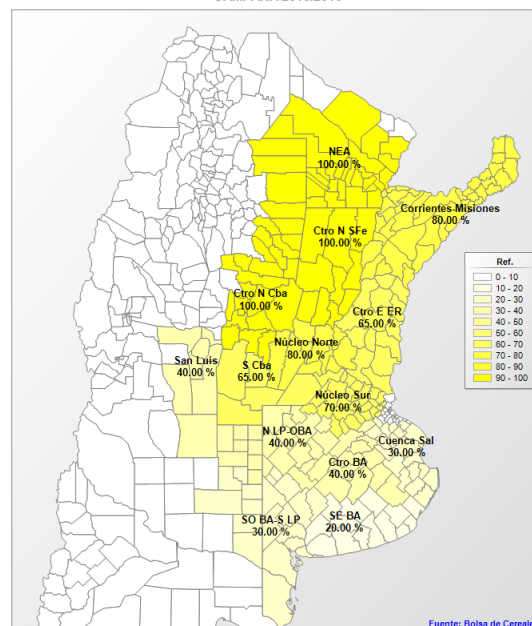 NEA
100.00 %
Corrientes-Misiones
80.00 %
Ctro N SFe
100.00 %
Ref.
0 - 10
10 - 20
20 - 30
30 - 40
40 - 50
50 - 60
60 - 70
70 - 80
80 - 90
90 - 100
Ctro N Cba
100.00 %
Ctro E ER
65.00 %
Núcleo Norte
80.00 %
San Luis
40.00 %
S Cba
65.00 %
Núcleo Sur
70.00 %
N LP-OBA
40.00 %
Cuenca Sal
30.00 %
Ctro BA
40.00 %
SO BA-S LP
30.00 %
SE BA
20.00 %
Fuente: Bolsa de Cereale